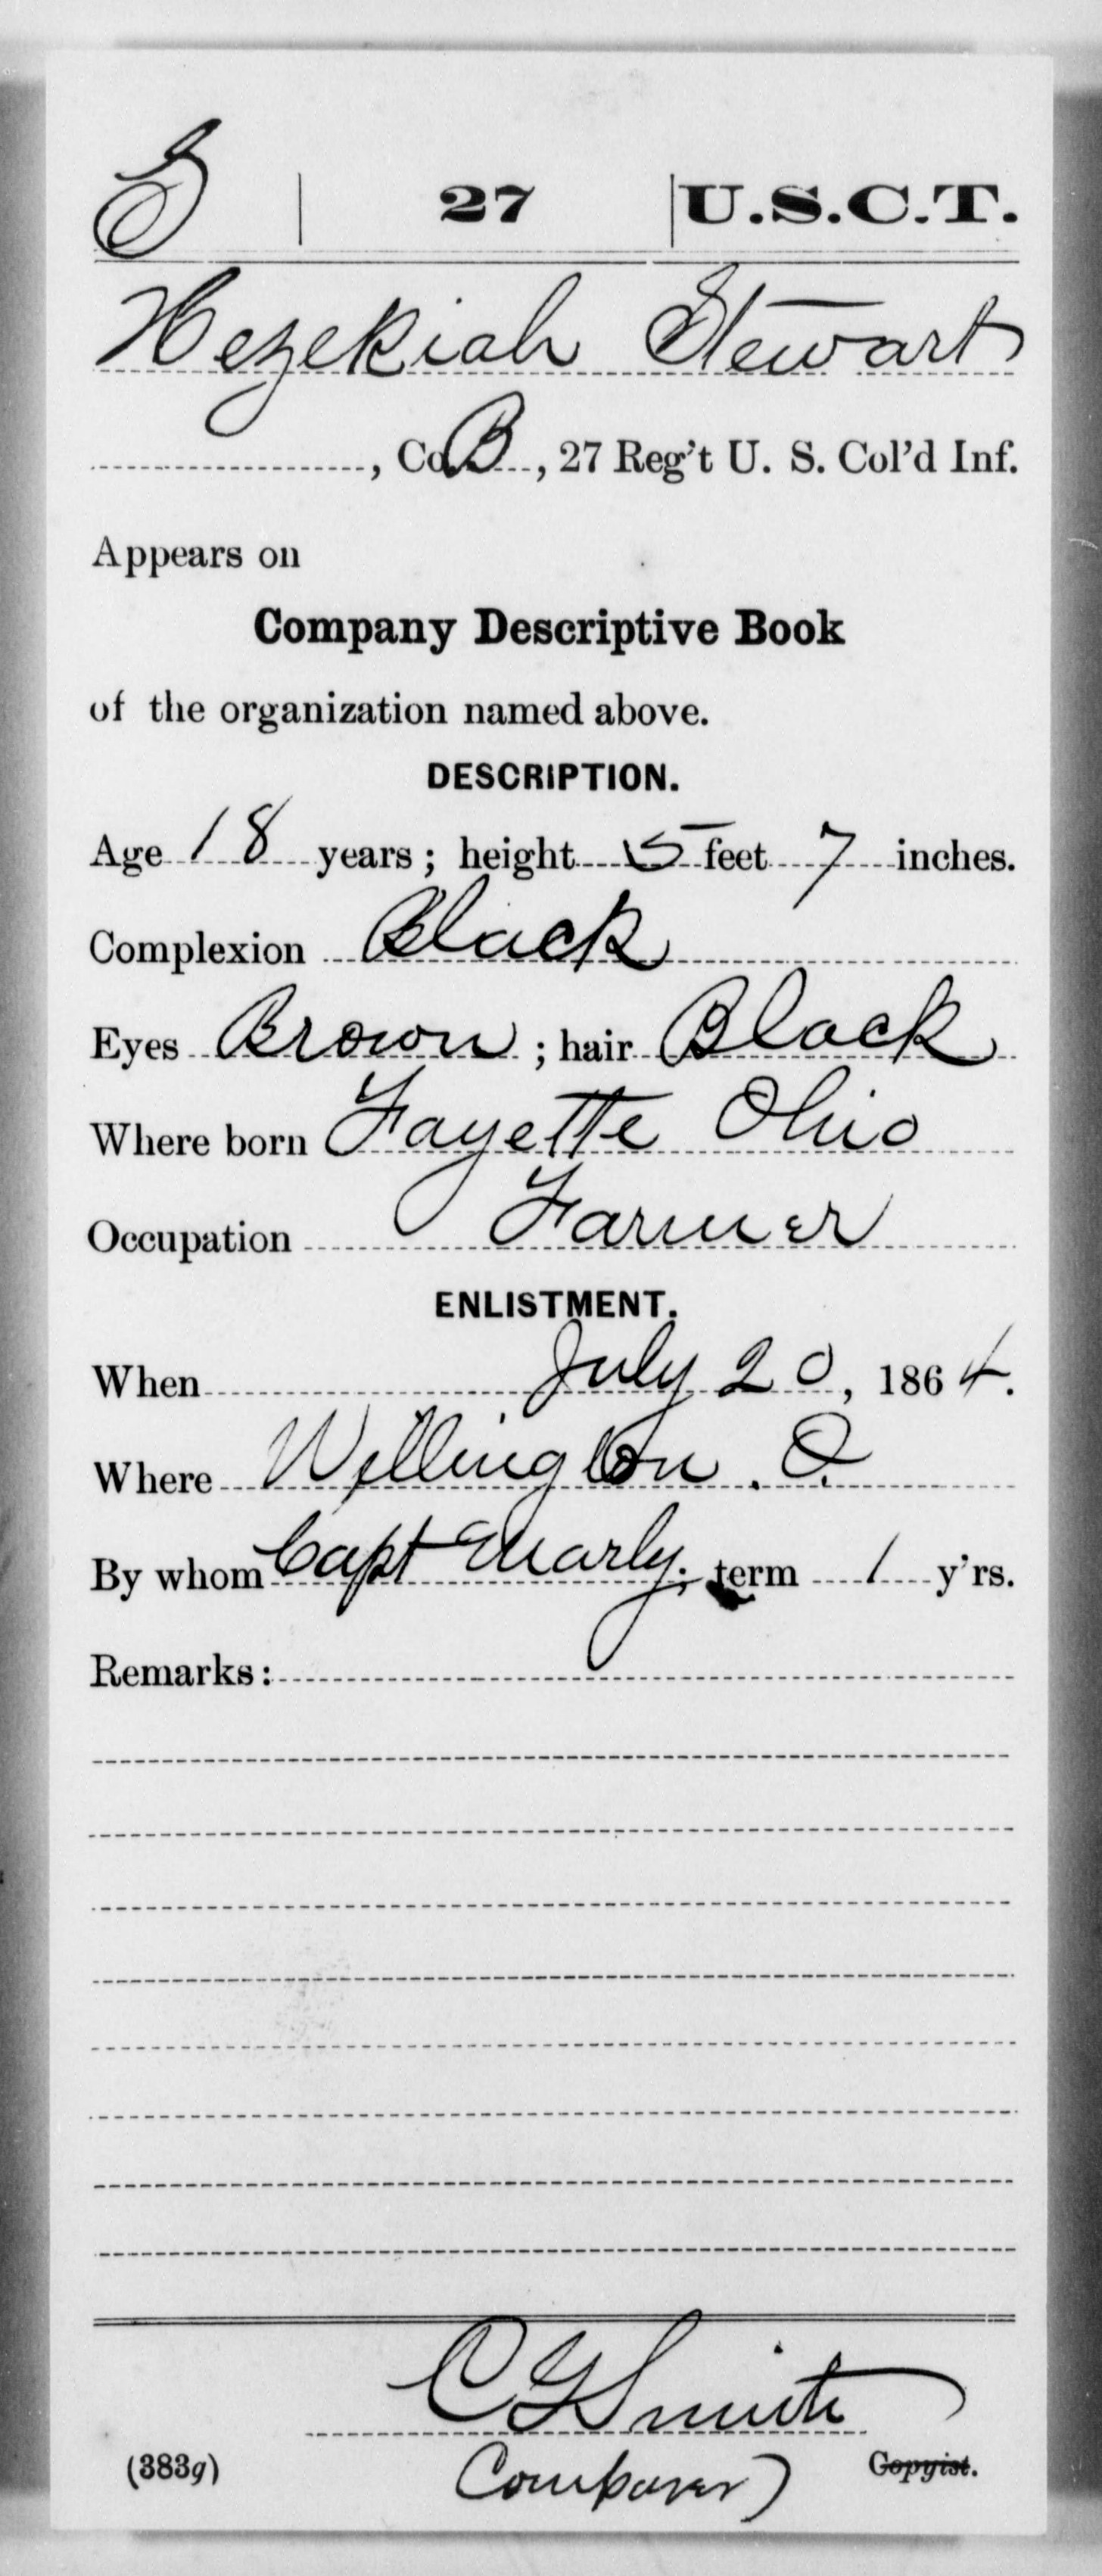 S | 27 | U.S.C.T.
Hezekiah Stewart
, Co. B, 27 Reg't U. S. Col'd Inf.
Appears on
Company Descriptive Book
of the organization named above.
DESCRIPTION.
Age 18 years; height 5 feet 7 inches.
Complexion Black
Eyes Brown; hair Black
Where born Fayette Ohio
Occupation Farmer
ENLISTMENT.
When July 20, 1864.
Where Wellington. O.
By whom Capt; term 1 y'rs.
Remarks:
C G Smith
(383g) Comparer Copyist.